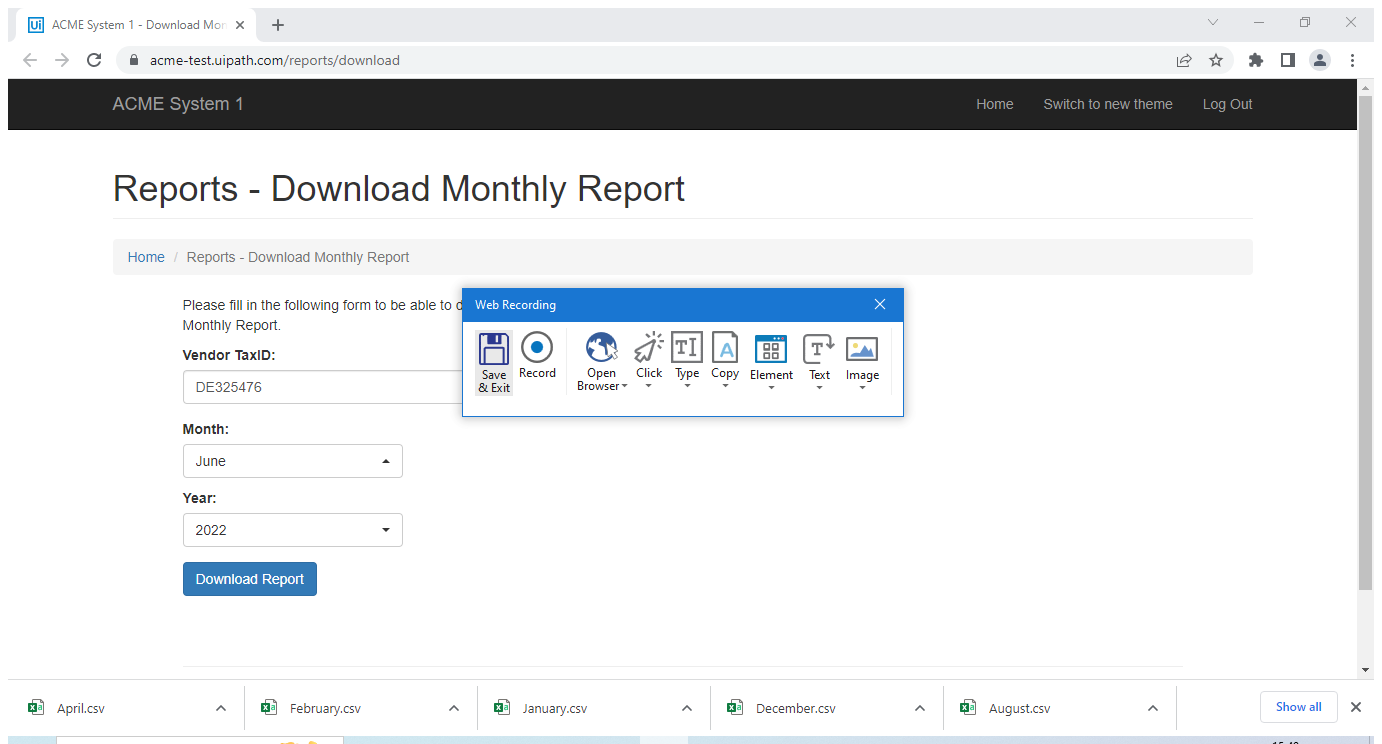 Ui ACME System 1 - Download Mon
acme-test.uipath.com/reports/download
ACME System 1 Home Switch to new theme Log Out
Reports - Download Monthly Report
Home / Reports - Download Monthly Report
Please fill in the following form to be able to d
Monthly Report.
Vendor TaxID:
DE325476
Month:
June
Year:
2022
Download Report
Web Recording
Save
& Exit
Record
Open
Browser
Click
Type
Copy
Element
Text
Image
April.csv February.csv January.csv December.csv August.csv Show all